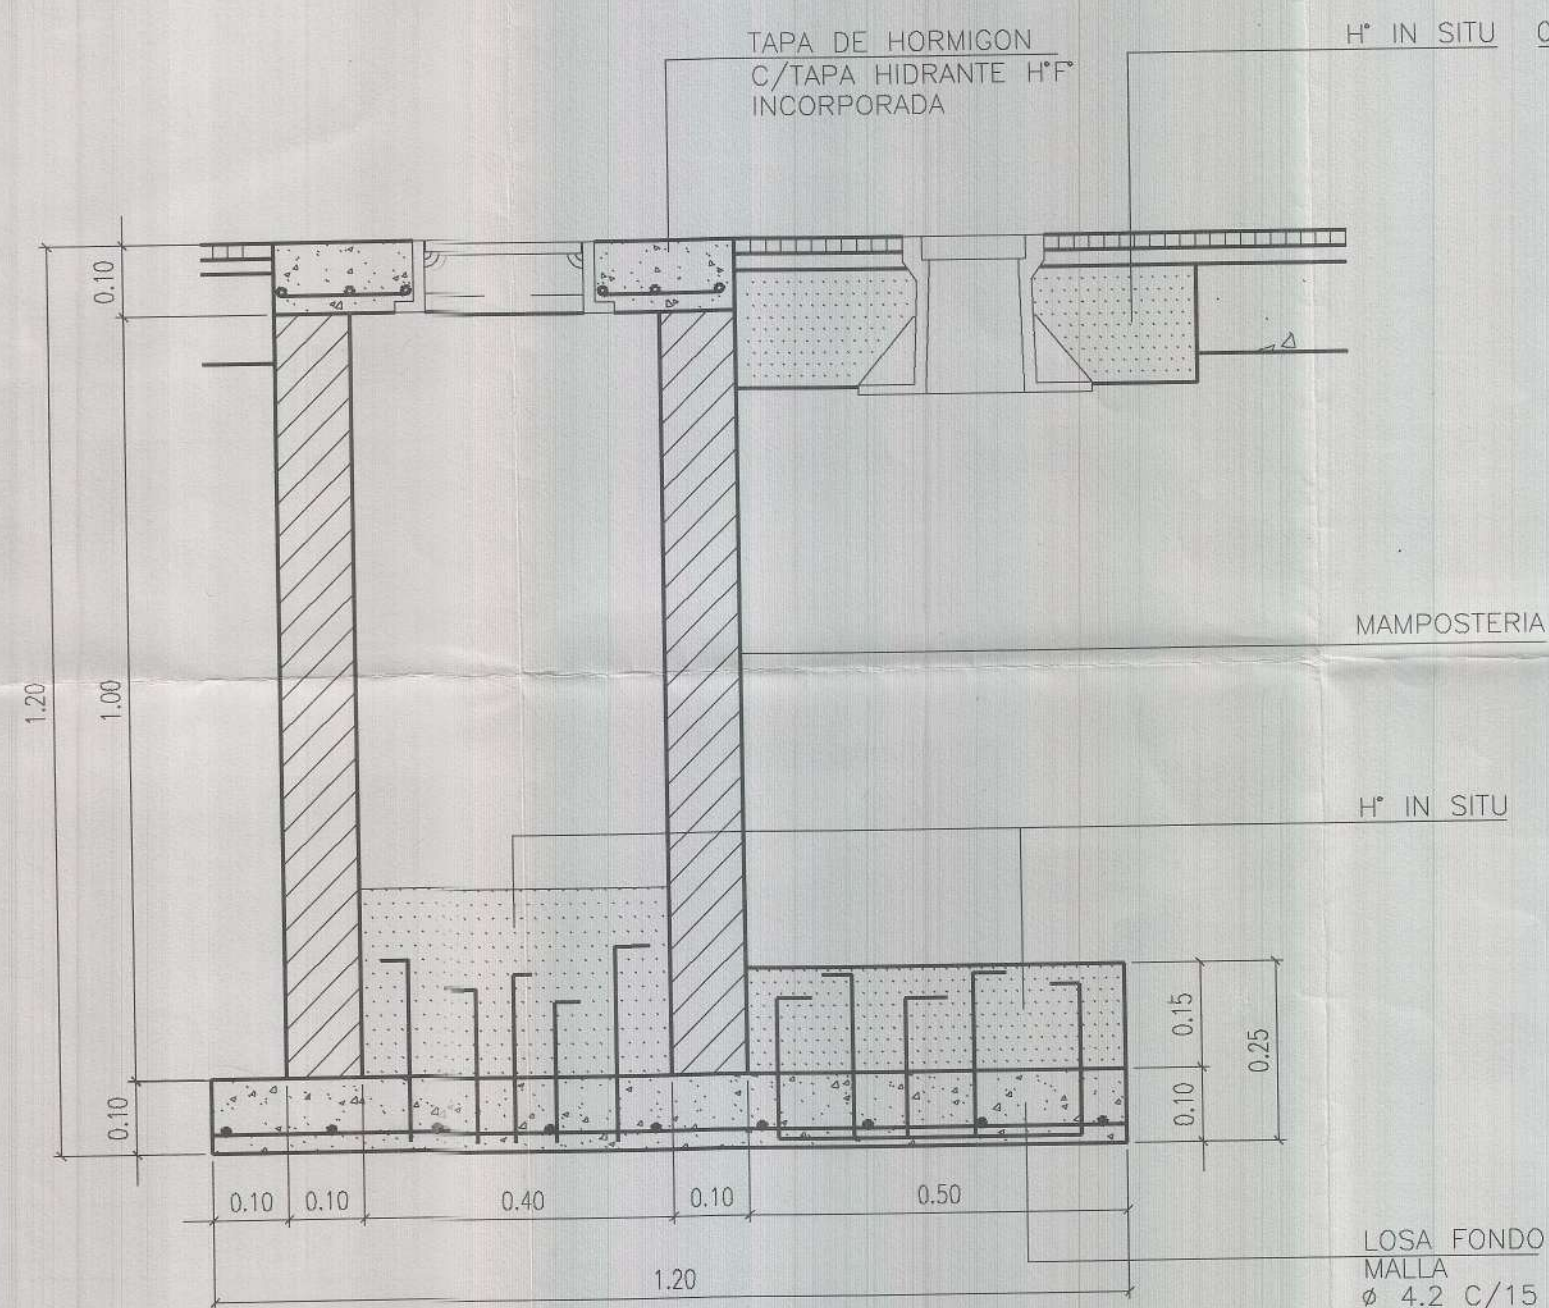 TAPA DE HORMIGON
C/TAPA HIDRANTE H°F°
INCORPORADA
H° IN SITU
0.10
1.20
1.00
MAMPOSTERIA
H° IN SITU
0.15
0.25
0.10
0.10
0.10
0.10
0.40
0.10
0.50
1.20
LOSA FONDO
MALLA
ø 4.2 C/15